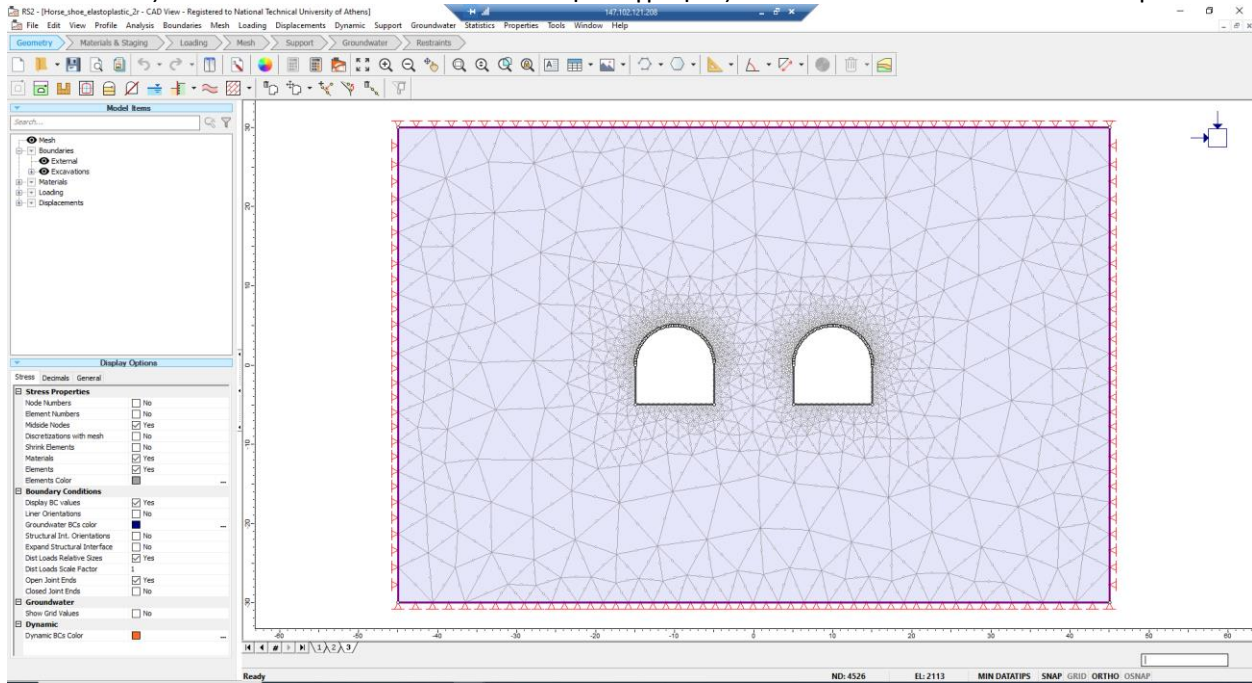 RS2 - [Horse_shoe_elastoplastic_2r - CAD View - Registered to National Technical University of Athens]
147.102.121.208
File Edit View Profile Analysis Boundaries Mesh Loading Displacements Dynamic Support Groundwater Statistics Properties Tools Window Help
Geometry Materials & Staging Loading Mesh Support Groundwater Restraints
Model Items
Search...
Mesh
Boundaries
External
Excavations
Materials
Loading
Displacements
Display Options
Stress Decimals General
Stress Properties
Node Numbers No
Element Numbers No
Midside Nodes Yes
Discretizations with mesh No
Shrink Elements No
Materials Yes
Elements Yes
Elements Color ...
Boundary Conditions
Display BC values Yes
Liner Orientations No
Groundwater BCs color ...
Structural Int. Orientations No
Expand Structural Interface No
Dist Loads Relative Sizes Yes
Dist Loads Scale Factor 1
Open Joint Ends Yes
Closed Joint Ends No
Groundwater
Show Grid Values No
Dynamic
Dynamic BCs Color ...
30
20
10
0
-10
-20
-30
-60 -50 -40 -30 -20 -10 0 10 20 30 40 50 60
1 2 3
Ready ND: 4526 EL: 2113 MIN DATATIPS SNAP GRID ORTHO OSNAP